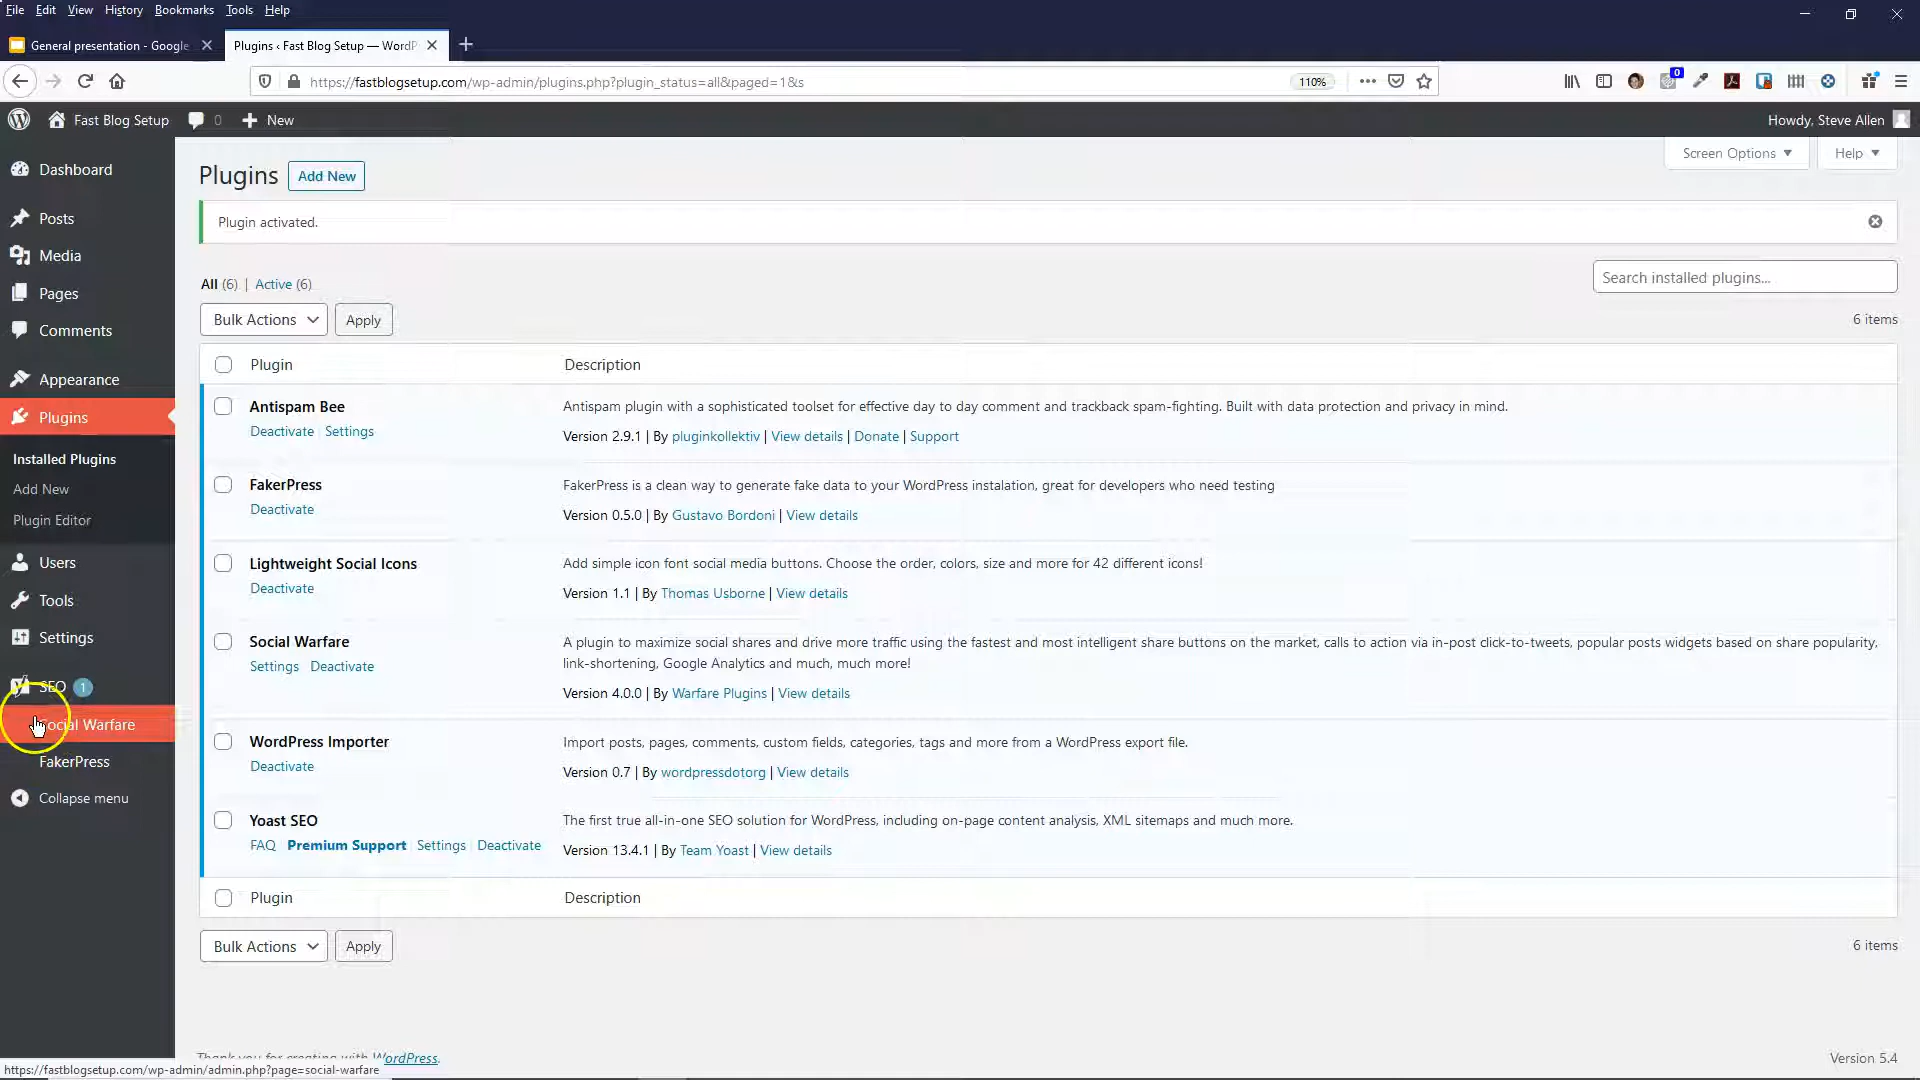 File Edit View History Bookmarks Tools Help
General presentation - Google
Plugins ‹ Fast Blog Setup — WordP
https://fastblogsetup.com/wp-admin/plugins.php?plugin_status=all&paged=1&s
110%
0
Fast Blog Setup 0 New
Howdy, Steve Allen
Dashboard
Posts
Media
Pages
Comments
Appearance
Plugins
Installed Plugins
Add New
Plugin Editor
Users
Tools
Settings
SEO 1
Social Warfare
FakerPress
Collapse menu
Screen Options Help
Plugins Add New
Plugin activated.
All (6) | Active (6)
Search installed plugins...
Bulk Actions Apply
6 items
Plugin Description
Antispam Bee
Deactivate Settings
Antispam plugin with a sophisticated toolset for effective day to day comment and trackback spam-fighting. Built with data protection and privacy in mind.
Version 2.9.1 | By pluginkollektiv | View details | Donate | Support
FakerPress
Deactivate
FakerPress is a clean way to generate fake data to your WordPress instalation, great for developers who need testing
Version 0.5.0 | By Gustavo Bordoni | View details
Lightweight Social Icons
Deactivate
Add simple icon font social media buttons. Choose the order, colors, size and more for 42 different icons!
Version 1.1 | By Thomas Usborne | View details
Social Warfare
Settings Deactivate
A plugin to maximize social shares and drive more traffic using the fastest and most intelligent share buttons on the market, calls to action via in-post click-to-tweets, popular posts widgets based on share popularity,
link-shortening, Google Analytics and much, much more!
Version 4.0.0 | By Warfare Plugins | View details
WordPress Importer
Deactivate
Import posts, pages, comments, custom fields, categories, tags and more from a WordPress export file.
Version 0.7 | By wordpressdotorg | View details
Yoast SEO
FAQ Premium Support Settings Deactivate
The first true all-in-one SEO solution for WordPress, including on-page content analysis, XML sitemaps and much more.
Version 13.4.1 | By Team Yoast | View details
Plugin Description
Bulk Actions Apply
6 items
Thank you for creating with WordPress.
Version 5.4
https://fastblogsetup.com/wp-admin/admin.php?page=social-warfare